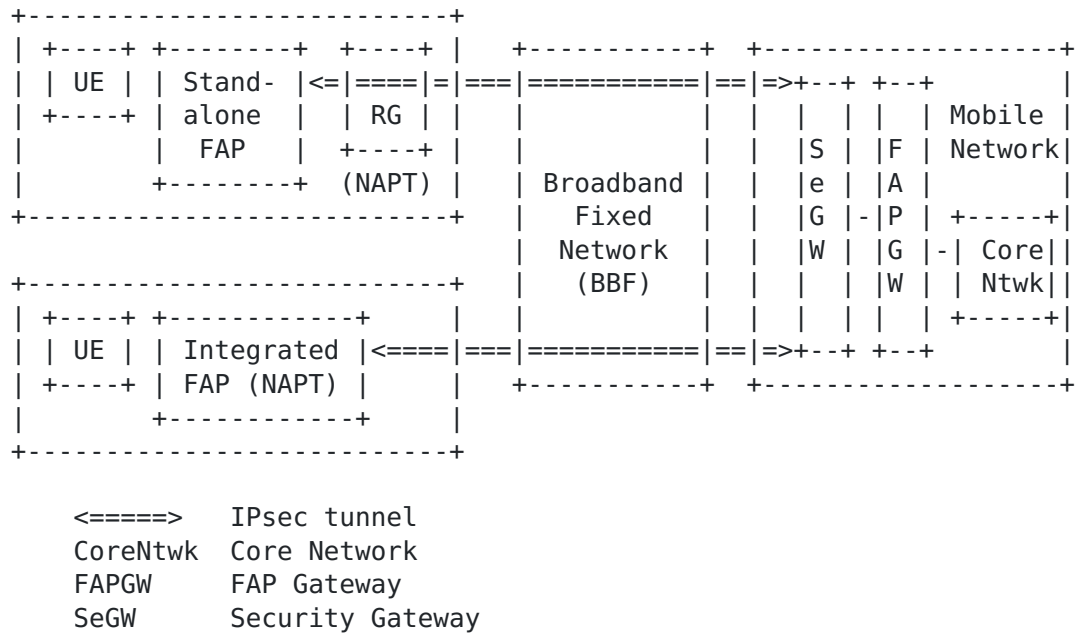 +---------------------------+
| +----+ +--------+  +----+ |   +-----------+  +-------------------+
| | UE | | Stand- |<=|====|=|===|===========|==|=>+--+ +--+        |
| +----+ | alone  |  | RG | |   |           |  |  |  | |  | Mobile |
|        |  FAP   |  +----+ |   |           |  |  |S | |F | Network|
|        +--------+  (NAPT) |   | Broadband |  |  |e | |A |        |
+---------------------------+   |   Fixed   |  |  |G |-|P | +-----+|
                                |  Network  |  |  |W | |G |-| Core||
+---------------------------+   |   (BBF)   |  |  |  | |W | | Ntwk||
| +----+ +------------+     |   |           |  |  |  | |  | +-----+|
| | UE | | Integrated |<====|===|===========|==|=>+--+ +--+        |
| +----+ | FAP (NAPT) |     |   +-----------+  +-------------------+
|        +------------+     |
+---------------------------+
<=====>   IPsec tunnel
CoreNtwk  Core Network
FAPGW     FAP Gateway
SeGW      Security Gateway